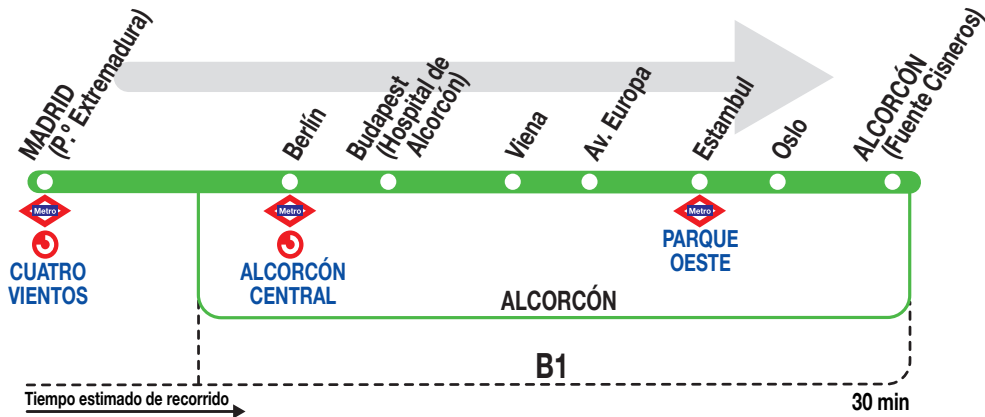 MADRID
(P.º Extremadura)
Berlín
Budapest
(Hospital de
Alcorcón)
Viena
Av. Europa
Estambul
Oslo
ALCORCÓN
(Fuente Cisneros)
Metro
CUATRO
VIENTOS
Metro
ALCORCÓN
CENTRAL
Metro
PARQUE
OESTE
ALCORCÓN
B1
Tiempo estimado de recorrido
30 min